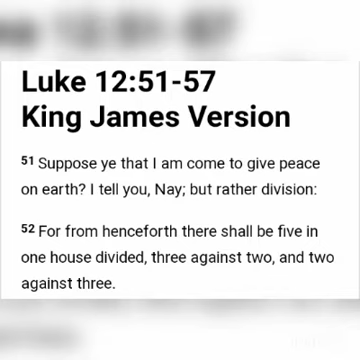 Luke 12:51-57
King James Version
51 Suppose ye that I am come to give peace
on earth? I tell you, Nay; but rather division:
52 For from henceforth there shall be five in
one house divided, three against two, and two
against three.